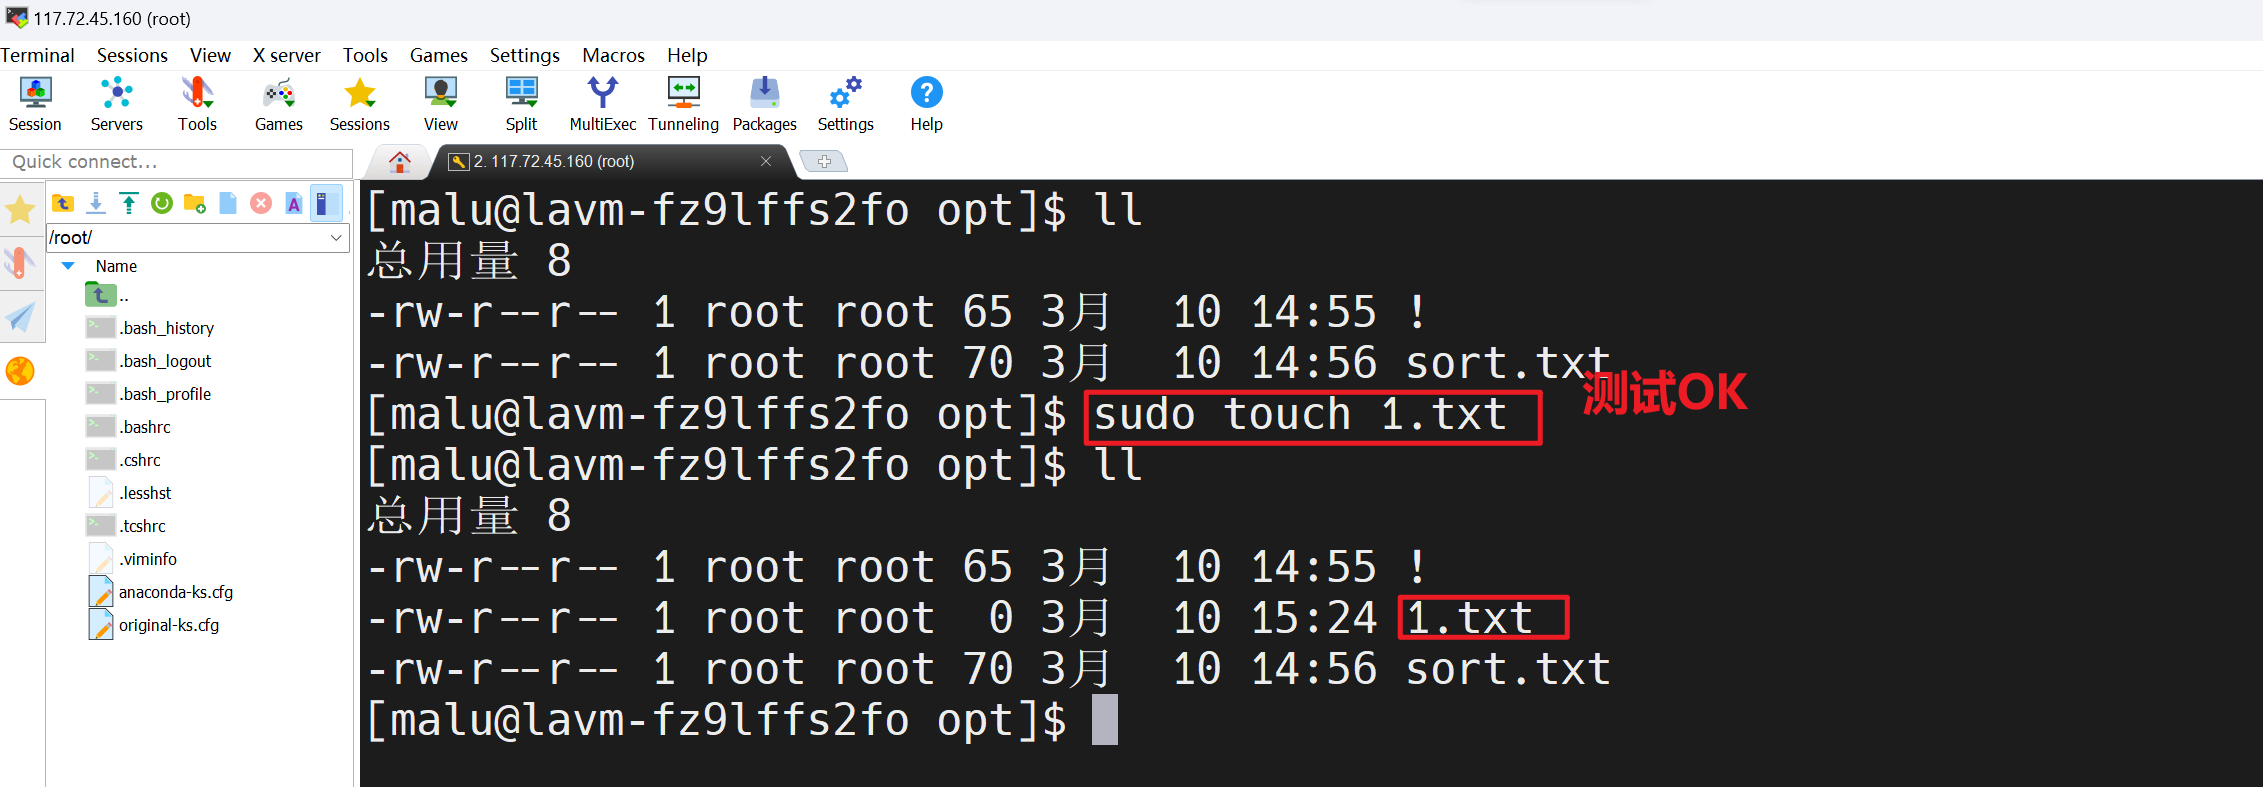 117.72.45.160 (root)
Terminal Sessions View X server Tools Games Settings Macros Help
Session Servers Tools Games Sessions View Split MultiExec Tunneling Packages Settings Help
Quick connect...
2. 117.72.45.160 (root)
/root/
Name
..
.bash_history
.bash_logout
.bash_profile
.bashrc
.cshrc
.lesshst
.tcshrc
.viminfo
anaconda-ks.cfg
original-ks.cfg
[malu@lavm-fz9lffs2fo opt]$ ll
总用量 8
-rw-r--r-- 1 root root 65 3月  10 14:55 !
-rw-r--r-- 1 root root 70 3月  10 14:56 sort.txt
[malu@lavm-fz9lffs2fo opt]$ sudo touch 1.txt
测试OK
[malu@lavm-fz9lffs2fo opt]$ ll
总用量 8
-rw-r--r-- 1 root root 65 3月  10 14:55 !
-rw-r--r-- 1 root root  0 3月  10 15:24 1.txt
-rw-r--r-- 1 root root 70 3月  10 14:56 sort.txt
[malu@lavm-fz9lffs2fo opt]$